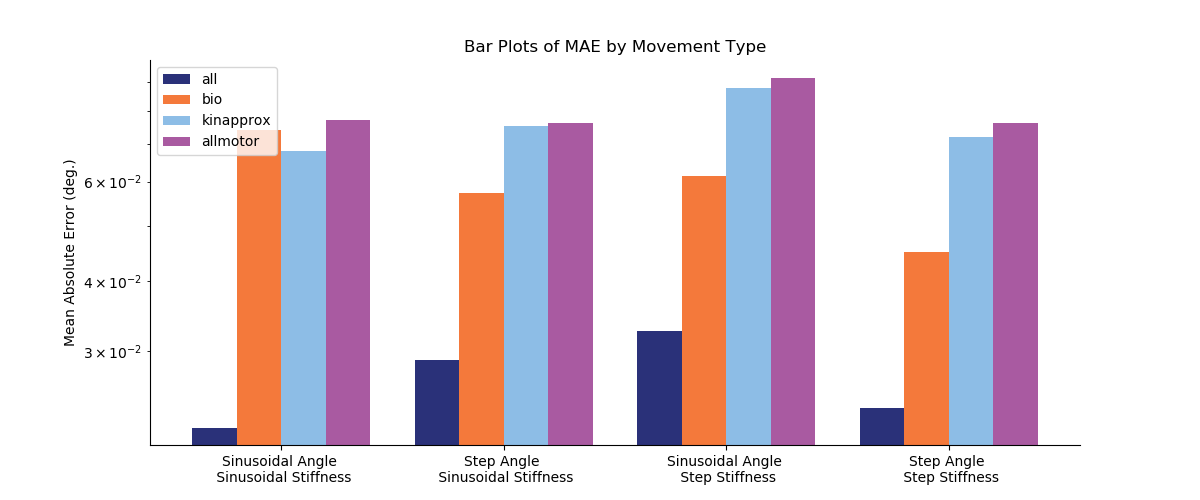 Bar Plots of MAE by Movement Type
all
bio
kinapprox
allmotor
Mean Absolute Error (deg.)
6 × 10⁻²
4 × 10⁻²
3 × 10⁻²
Sinusoidal Angle
Sinusoidal Stiffness
Step Angle
Sinusoidal Stiffness
Sinusoidal Angle
Step Stiffness
Step Angle
Step Stiffness